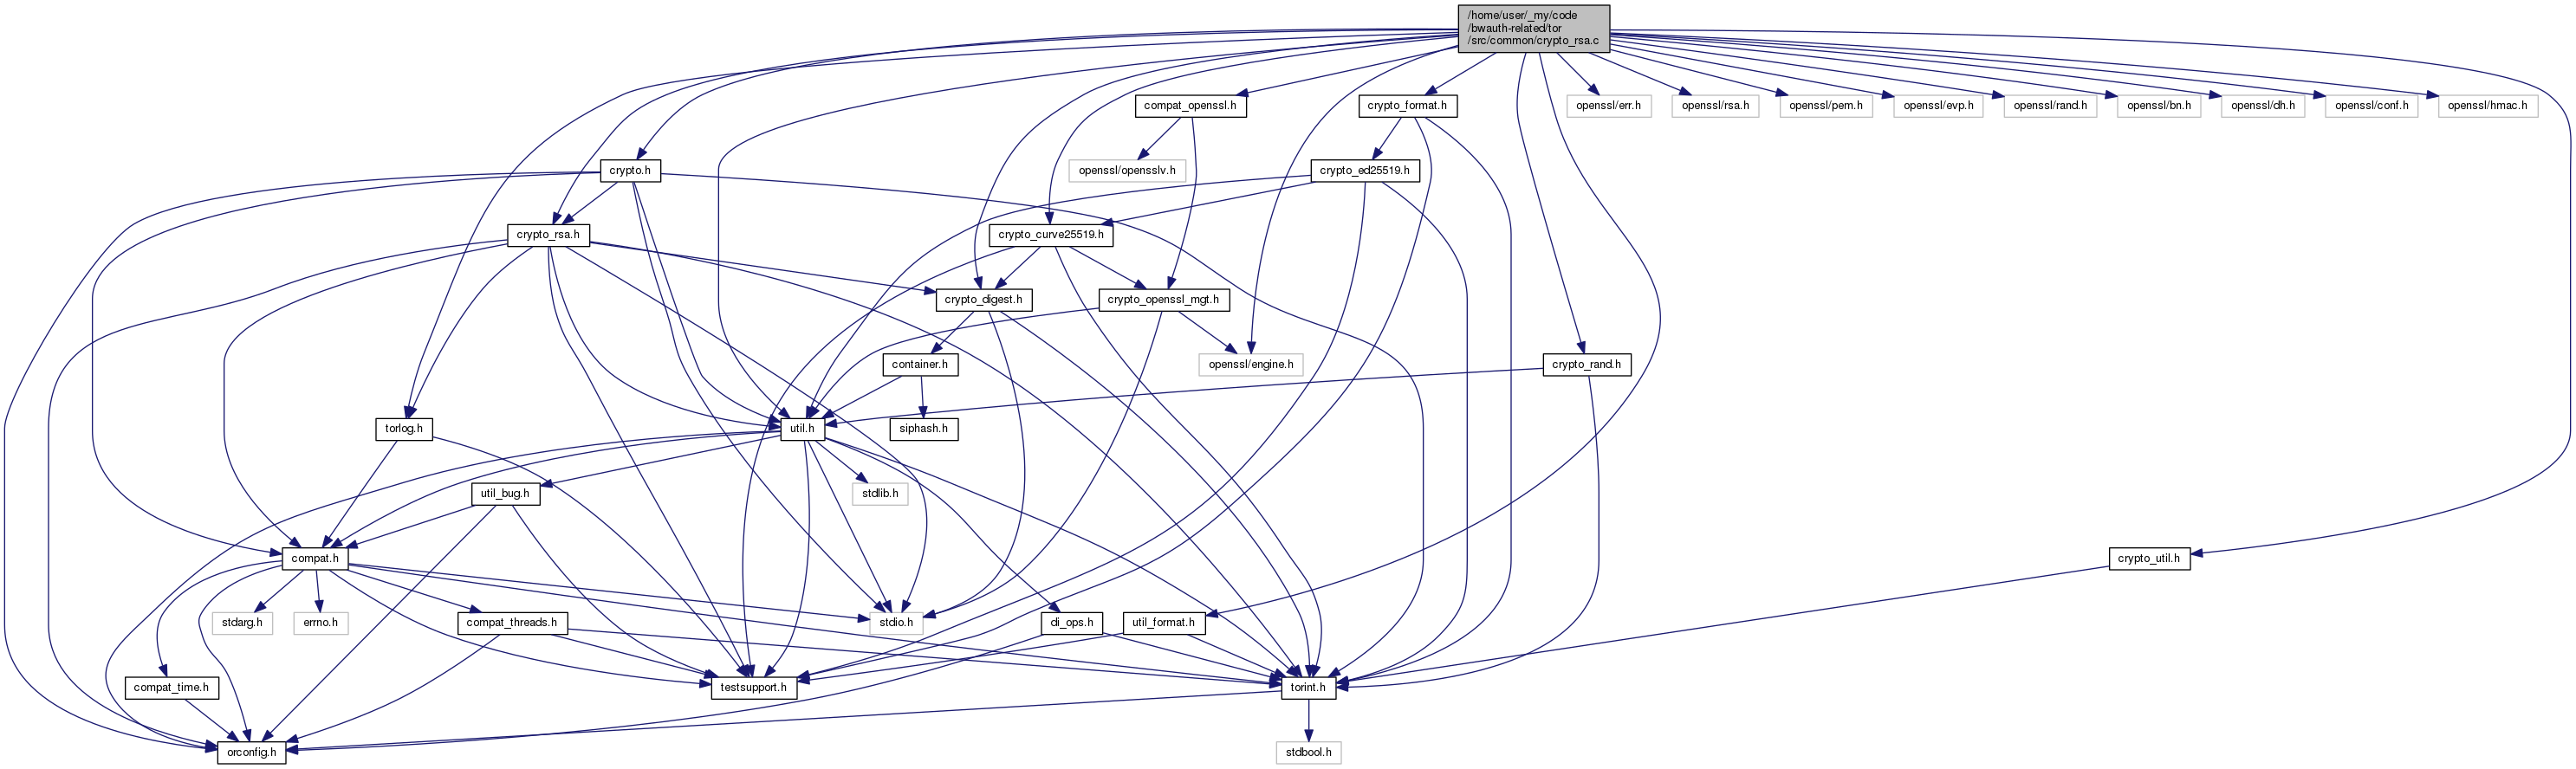 /home/user/_my/code
/bwauth-related/tor
/src/common/crypto_rsa.c
compat_openssl.h
crypto_format.h
openssl/err.h
openssl/rsa.h
openssl/pem.h
openssl/evp.h
openssl/rand.h
openssl/bn.h
openssl/dh.h
openssl/conf.h
openssl/hmac.h
crypto.h
openssl/opensslv.h
crypto_ed25519.h
crypto_rsa.h
crypto_curve25519.h
crypto_digest.h
crypto_openssl_mgt.h
container.h
openssl/engine.h
crypto_rand.h
torlog.h
util.h
siphash.h
util_bug.h
stdlib.h
compat.h
crypto_util.h
stdarg.h
errno.h
compat_threads.h
stdio.h
di_ops.h
util_format.h
compat_time.h
testsupport.h
torint.h
orconfig.h
stdbool.h